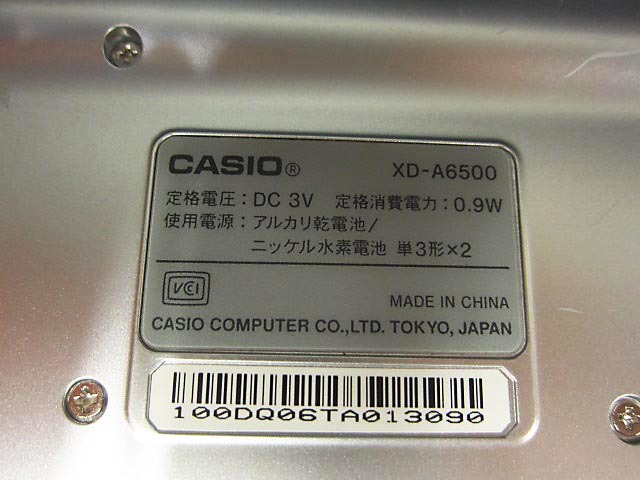 CASIO® XD-A6500
定格電圧：DC 3V 定格消費電力：0.9W
使用電源：アルカリ乾電池/
ニッケル水素電池 単3形×2
VCI
MADE IN CHINA
CASIO COMPUTER CO.,LTD. TOKYO, JAPAN
100DQ06TA013090